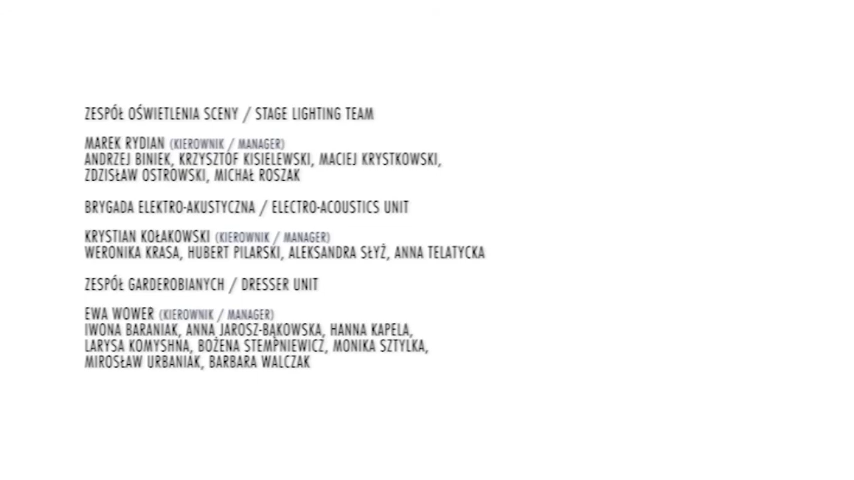 ZESPÓŁ OŚWIETLENIA SCENY / STAGE LIGHTING TEAM
MAREK RYDIAN (KIEROWNIK / MANAGER)
ANDRZEJ BINIEK, KRZYSZTOF KISIELEWSKI, MACIEJ KRYSTKOWSKI,
ZDZISŁAW OSTROWSKI, MICHAŁ ROSZAK
BRYGADA ELEKTRO-AKUSTYCZNA / ELECTRO-ACOUSTICS UNIT
KRYSTIAN KOŁAKOWSKI (KIEROWNIK / MANAGER)
WERONIKA KRASA, HUBERT PILARSKI, ALEKSANDRA SŁYŻ, ANNA TELATYCKA
ZESPÓŁ GARDEROBIANYCH / DRESSER UNIT
EWA WOWER (KIEROWNIK / MANAGER)
IWONA BARANIAK, ANNA JAROSZ-BĄKOWSKA, HANNA KAPELA,
LARYSA KOMYSHNA, BOŻENA STEMPNIEWICZ, MONIKA SZTYLKA,
MIROSŁAW URBANIAK, BARBARA WALCZAK